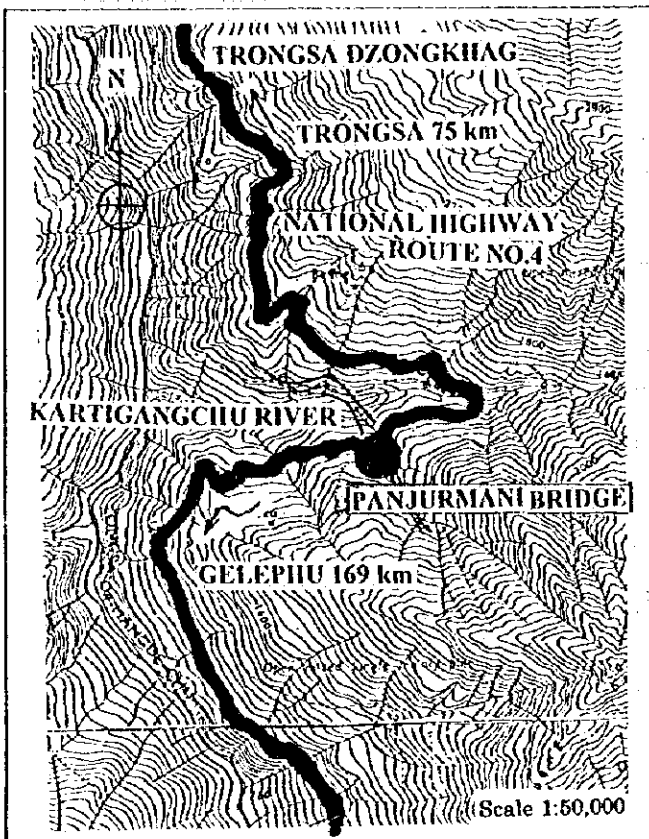 TRONGSA DZONGKHAG
N
TRONGSA 75 km
NATIONAL HIGHWAY
ROUTE NO.4
KARTIGANGCHU RIVER
PANJURMANI BRIDGE
GELEPHU 169 km
Scale 1:50,000